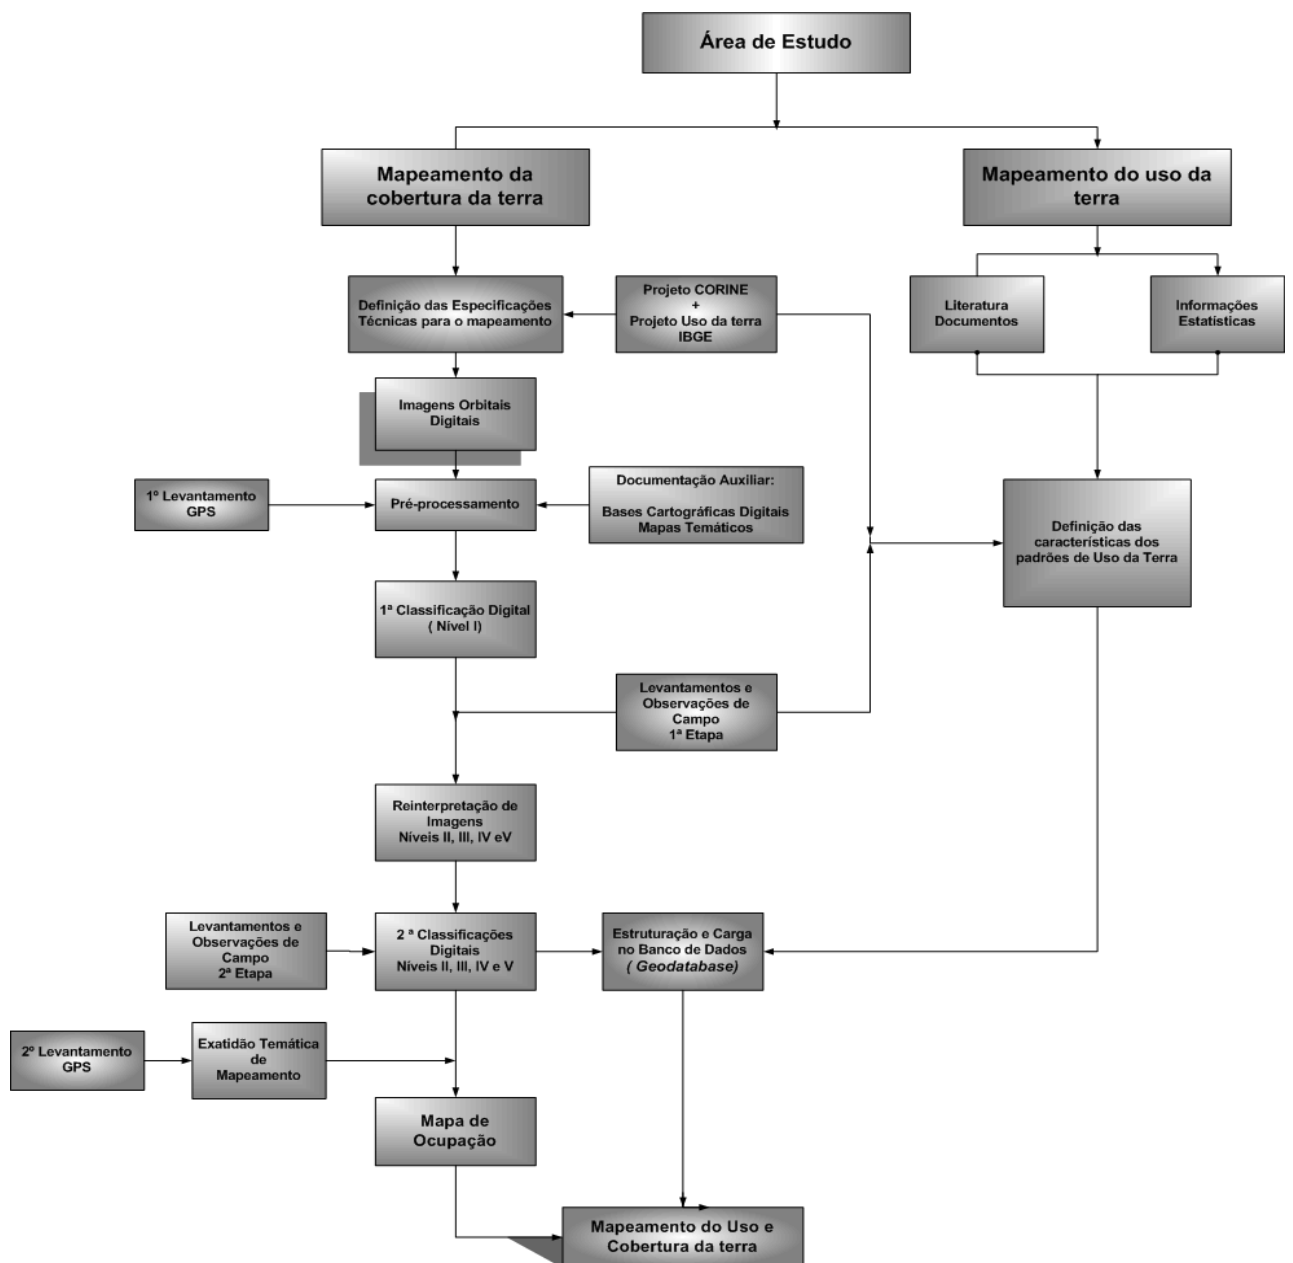 Área de Estudo
Mapeamento da
cobertura da terra
Mapeamento do uso da
terra
Definição das Especificações
Técnicas para o mapeamento
Projeto CORINE
+
Projeto Uso da terra
IBGE
Literatura
Documentos
Informações
Estatísticas
Imagens Orbitais
Digitais
1º Levantamento
GPS
Pré-processamento
Documentação Auxiliar:
Bases Cartográficas Digitais
Mapas Temáticos
Definição das
características dos
padrões de Uso da Terra
1ª Classificação Digital
( Nível I)
Levantamentos e
Observações de
Campo
1ª Etapa
Reinterpretação de
Imagens
Níveis II, III, IV eV
Levantamentos e
Observações de
Campo
2ª Etapa
2 ª Classificações
Digitais
Níveis II, III, IV e V
Estruturação e Carga
no Banco de Dados
( Geodatabase)
2º Levantamento
GPS
Exatidão Temática
de
Mapeamento
Mapa de
Ocupação
Mapeamento do Uso e
Cobertura da terra